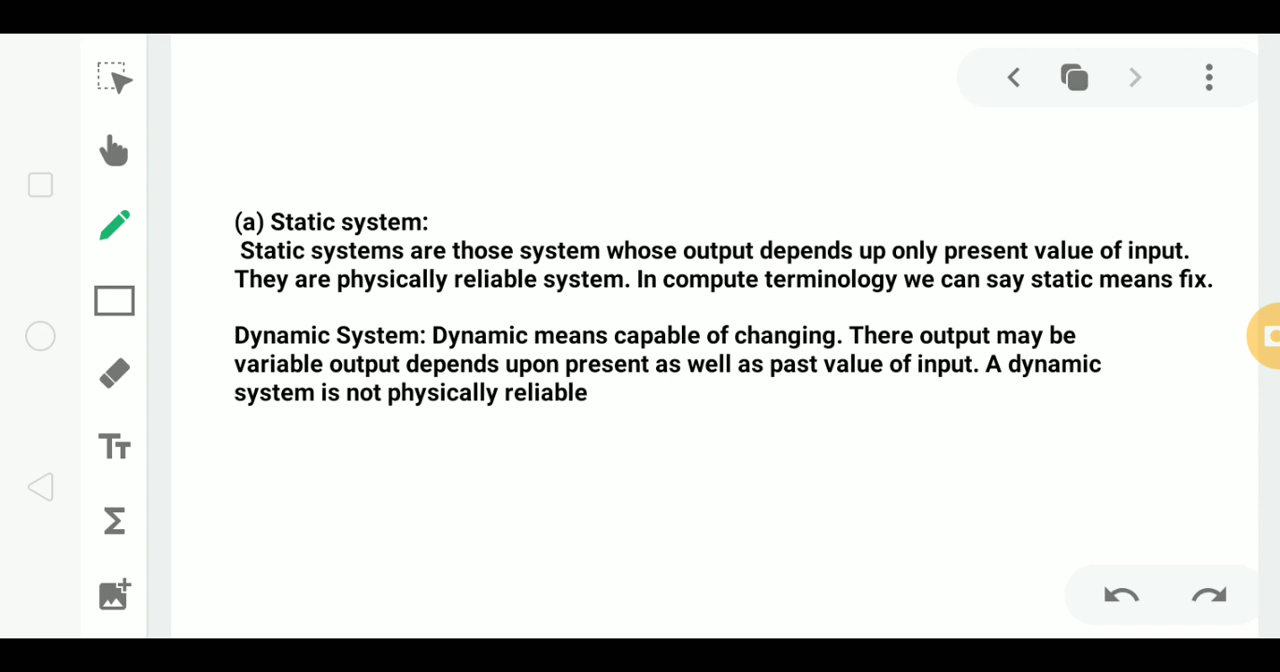 (a) Static system:
Static systems are those system whose output depends up only present value of input.
They are physically reliable system. In compute terminology we can say static means fix.
Dynamic System: Dynamic means capable of changing. There output may be
variable output depends upon present as well as past value of input. A dynamic
system is not physically reliable